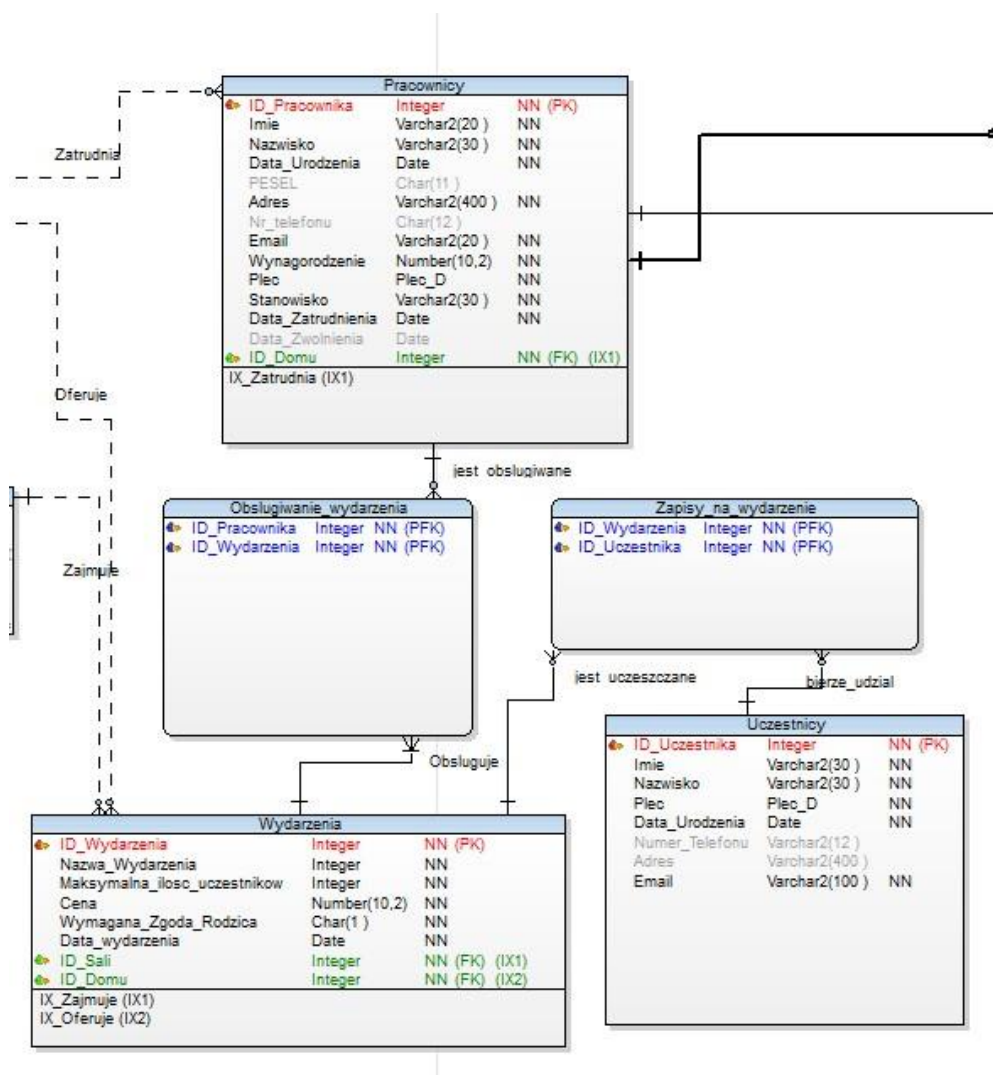 Pracownicy
ID_Pracownika Integer NN (PK)
Imie Varchar2(20 ) NN
Nazwisko Varchar2(30 ) NN
Data_Urodzenia Date NN
PESEL Char(11 )
Adres Varchar2(400 ) NN
Nr_telefonu Char(12 )
Email Varchar2(20 ) NN
Wynagorodzenie Number(10,2) NN
Plec Plec_D NN
Stanowisko Varchar2(30 ) NN
Data_Zatrudnienia Date NN
Data_Zwolnienia Date
ID_Domu Integer NN (FK) (IX1)
IX_Zatrudnia (IX1)
Zatrudnia
Oferuje
jest obslugiwane
Obslugiwanie_wydarzenia
ID_Pracownika Integer NN (PFK)
ID_Wydarzenia Integer NN (PFK)
Zapisy_na_wydarzenie
ID_Wydarzenia Integer NN (PFK)
ID_Uczestnika Integer NN (PFK)
Zajmuje
jest uczeszczane
bierze_udzial
Obsluguje
Uczestnicy
ID_Uczestnika Integer NN (PK)
Imie Varchar2(30 ) NN
Nazwisko Varchar2(30 ) NN
Plec Plec_D NN
Data_Urodzenia Date NN
Numer_Telefonu Varchar2(12 )
Adres Varchar2(400 )
Email Varchar2(100 ) NN
Wydarzenia
ID_Wydarzenia Integer NN (PK)
Nazwa_Wydarzenia Integer NN
Maksymalna_ilosc_uczestnikow Integer NN
Cena Number(10,2) NN
Wymagana_Zgoda_Rodzica Char(1 ) NN
Data_wydarzenia Date NN
ID_Sali Integer NN (FK) (IX1)
ID_Domu Integer NN (FK) (IX2)
IX_Zajmuje (IX1)
IX_Oferuje (IX2)